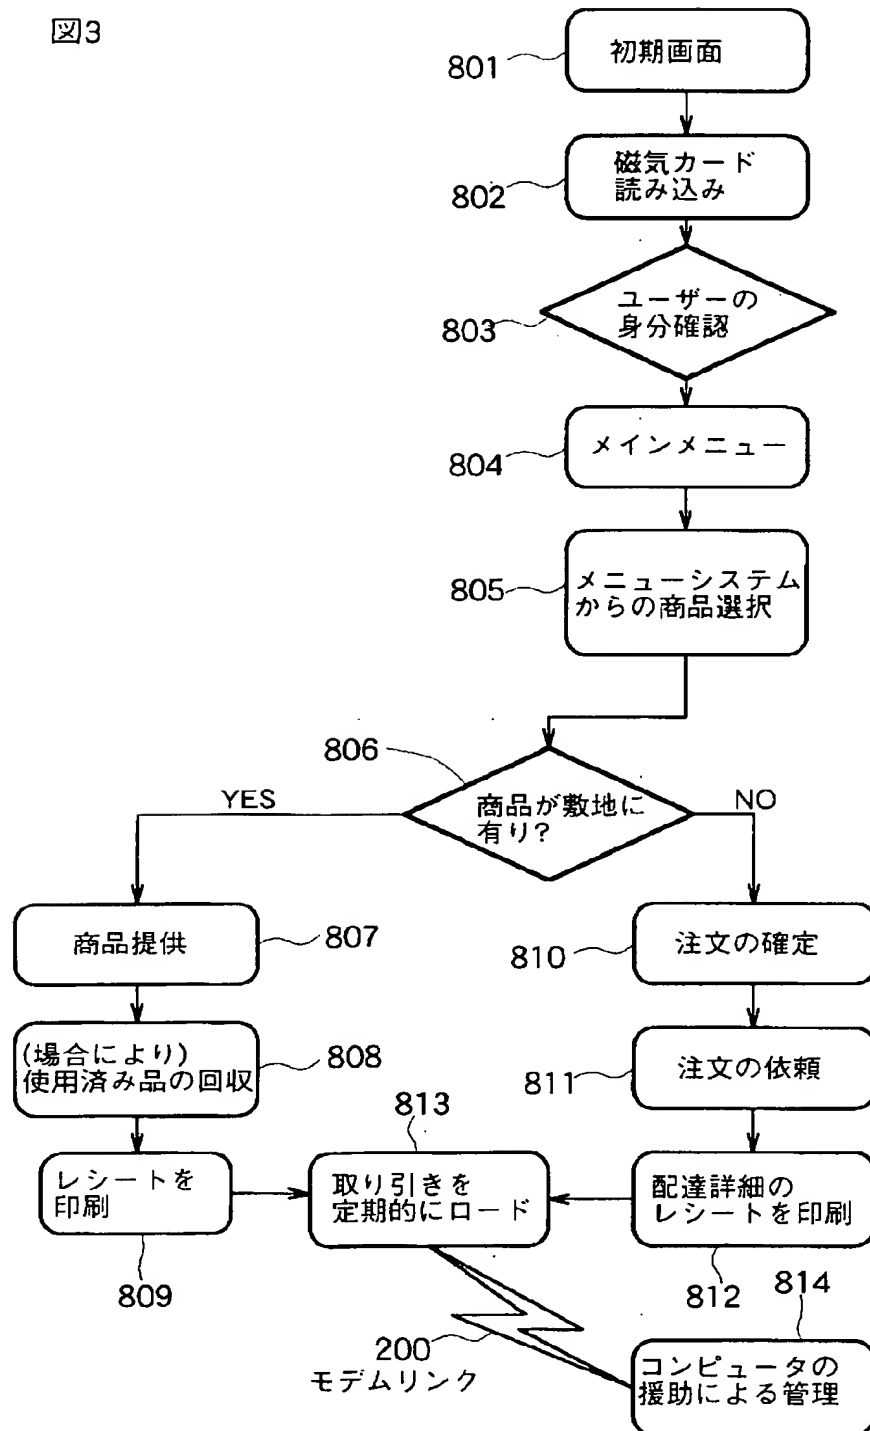 図3
初期画面
801
磁気カード
読み込み
802
ユーザーの
身分確認
803
メインメニュー
804
メニューシステム
からの商品選択
805
806
商品が敷地に
有り?
YES
NO
商品提供
807
注文の確定
810
(場合により)
使用済み品の回収
808
注文の依頼
811
813
レシートを
印刷
取り引きを
定期的にロード
配達詳細の
レシートを印刷
809
812
814
200
モデムリンク
コンピュータの
援助による管理